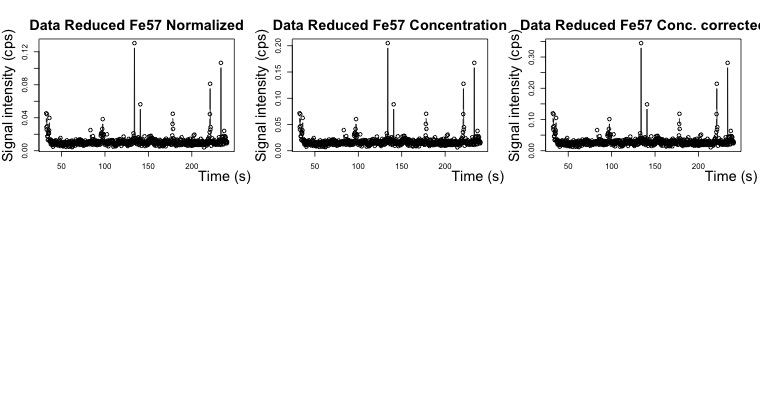 Data Reduced Fe57 Normalized
Signal intensity (cps)
0.00 0.04 0.08 0.12
50 100 150 200
Time (s)
Data Reduced Fe57 Concentration
Signal intensity (cps)
0.00 0.05 0.10 0.15 0.20
50 100 150 200
Time (s)
Data Reduced Fe57 Conc. corrected
Signal intensity (cps)
0.00 0.10 0.20 0.30
50 100 150 200
Time (s)